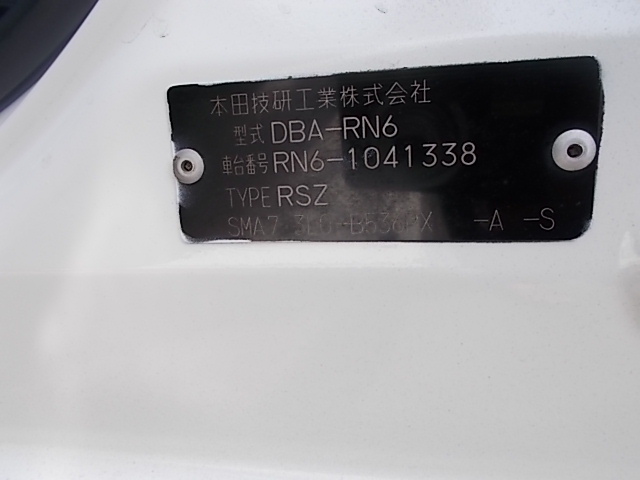 本田技研工業株式会社
型式 DBA-RN6
車台番号 RN6-1041338
TYPE RSZ
-A -S